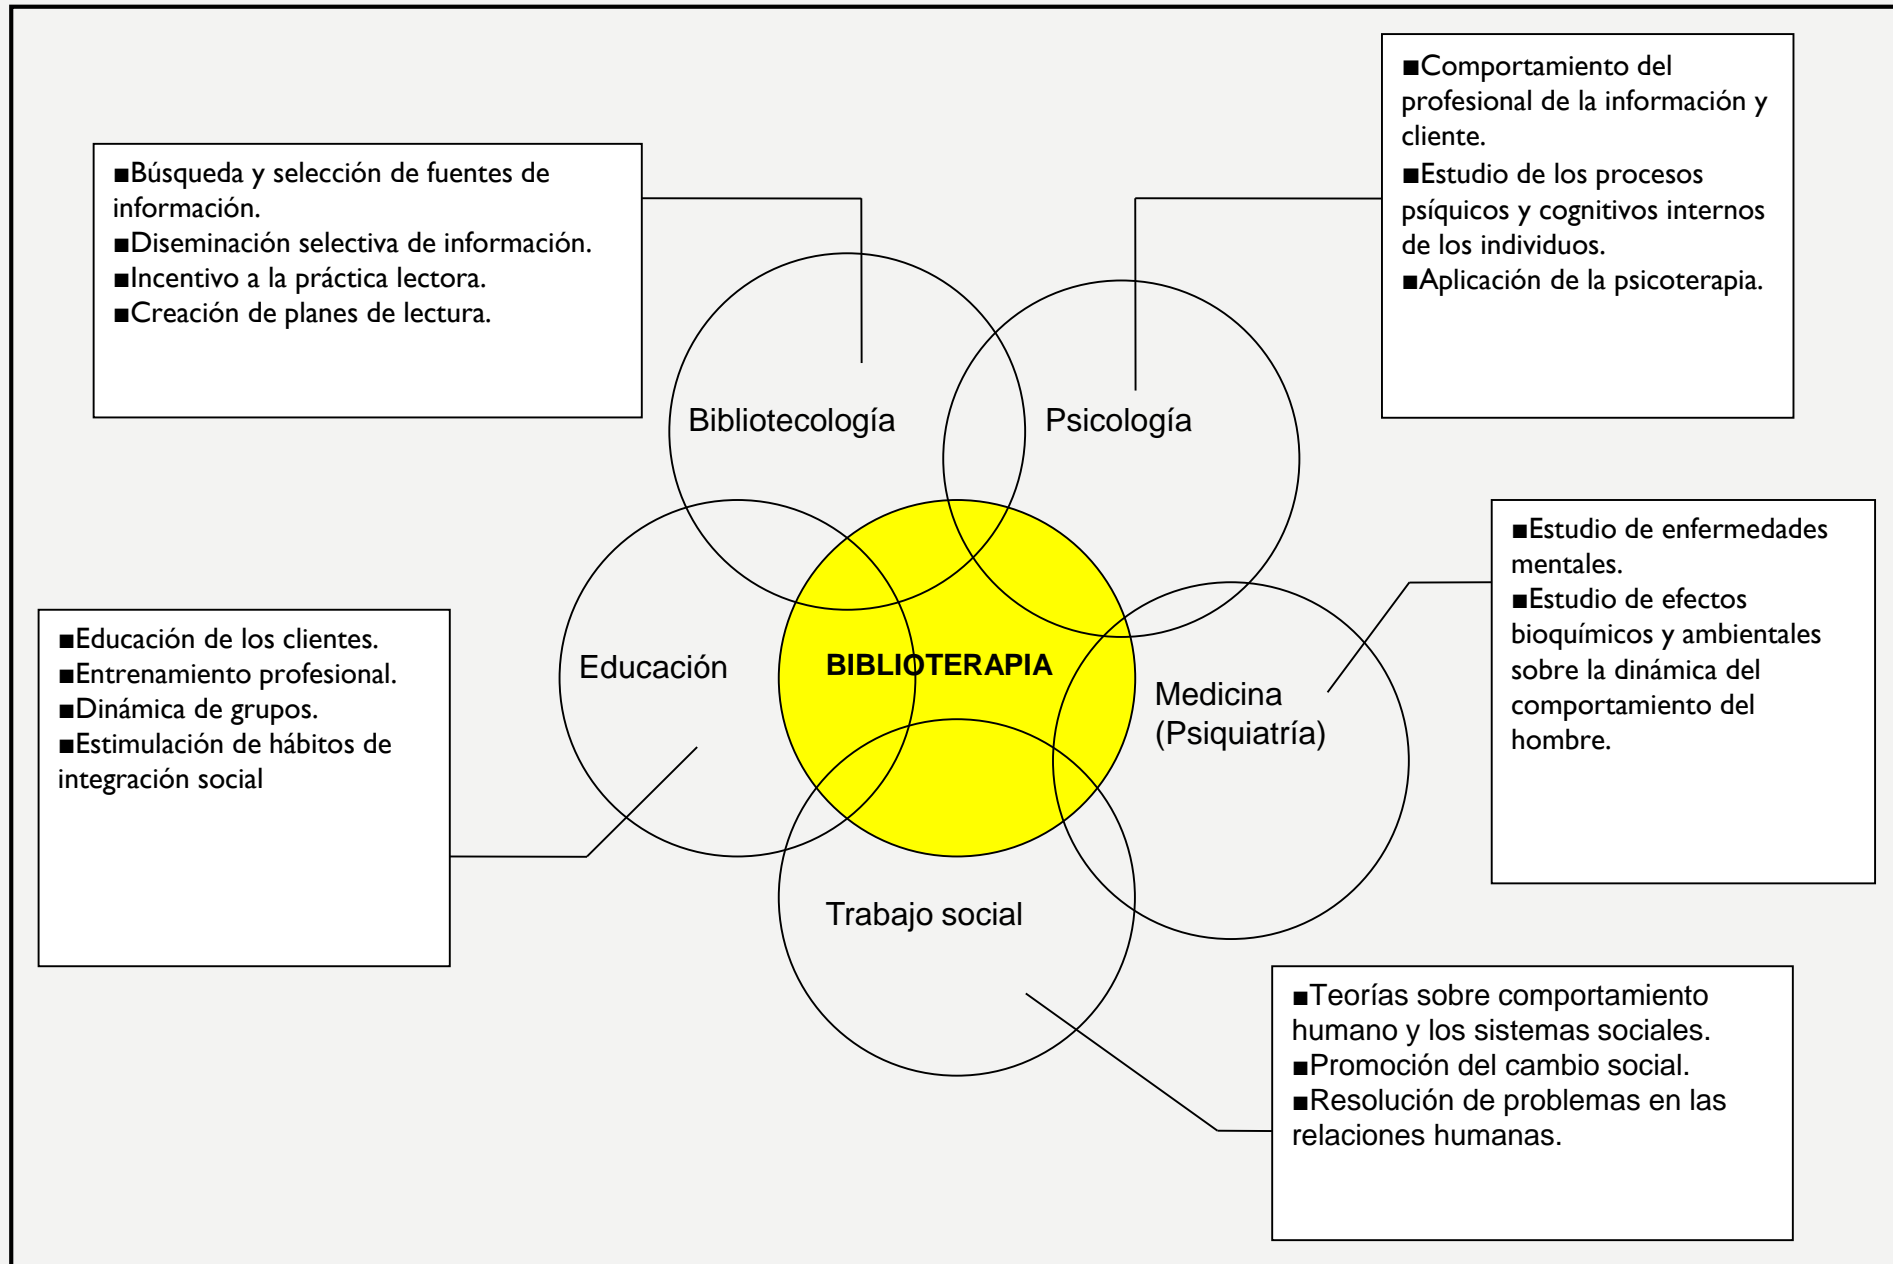 ■Comportamiento del
profesional de la información y
cliente.
■Estudio de los procesos
psíquicos y cognitivos internos
de los individuos.
■Aplicación de la psicoterapia.
■Búsqueda y selección de fuentes de
información.
■Diseminación selectiva de información.
■Incentivo a la práctica lectora.
■Creación de planes de lectura.
Bibliotecología
Psicología
■Estudio de enfermedades
mentales.
■Estudio de efectos
bioquímicos y ambientales
sobre la dinámica del
comportamiento del
hombre.
■Educación de los clientes.
■Entrenamiento profesional.
■Dinámica de grupos.
■Estimulación de hábitos de
integración social
Educación
BIBLIOTERAPIA
Medicina
(Psiquiatría)
Trabajo social
■Teorías sobre comportamiento
humano y los sistemas sociales.
■Promoción del cambio social.
■Resolución de problemas en las
relaciones humanas.